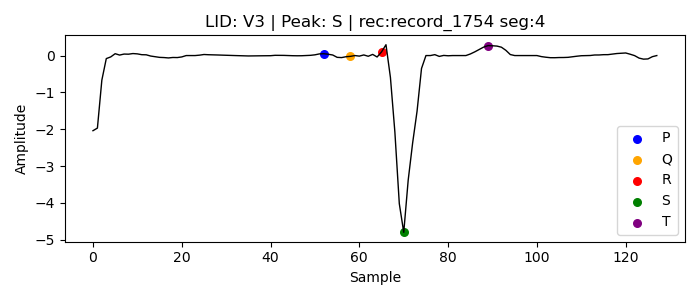 LID: V3 | Peak: S | rec:record_1754 seg:4
Amplitude
0
−1
−2
−3
−4
−5
0 20 40 60 80 100 120
Sample
P
Q
R
S
T